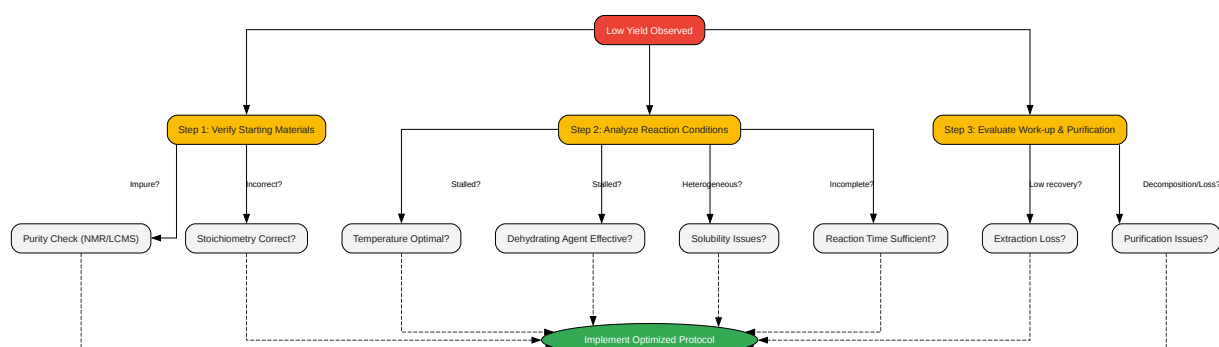 Low Yield Observed
Step 1: Verify Starting Materials
Step 2: Analyze Reaction Conditions
Step 3: Evaluate Work-up & Purification
Impure?
Incorrect?
Stalled?
Stalled?
Heterogeneous?
Incomplete?
Low recovery?
Decomposition/Loss?
Purity Check (NMR/LCMS)
Stoichiometry Correct?
Temperature Optimal?
Dehydrating Agent Effective?
Solubility Issues?
Reaction Time Sufficient?
Extraction Loss?
Purification Issues?
Implement Optimized Protocol